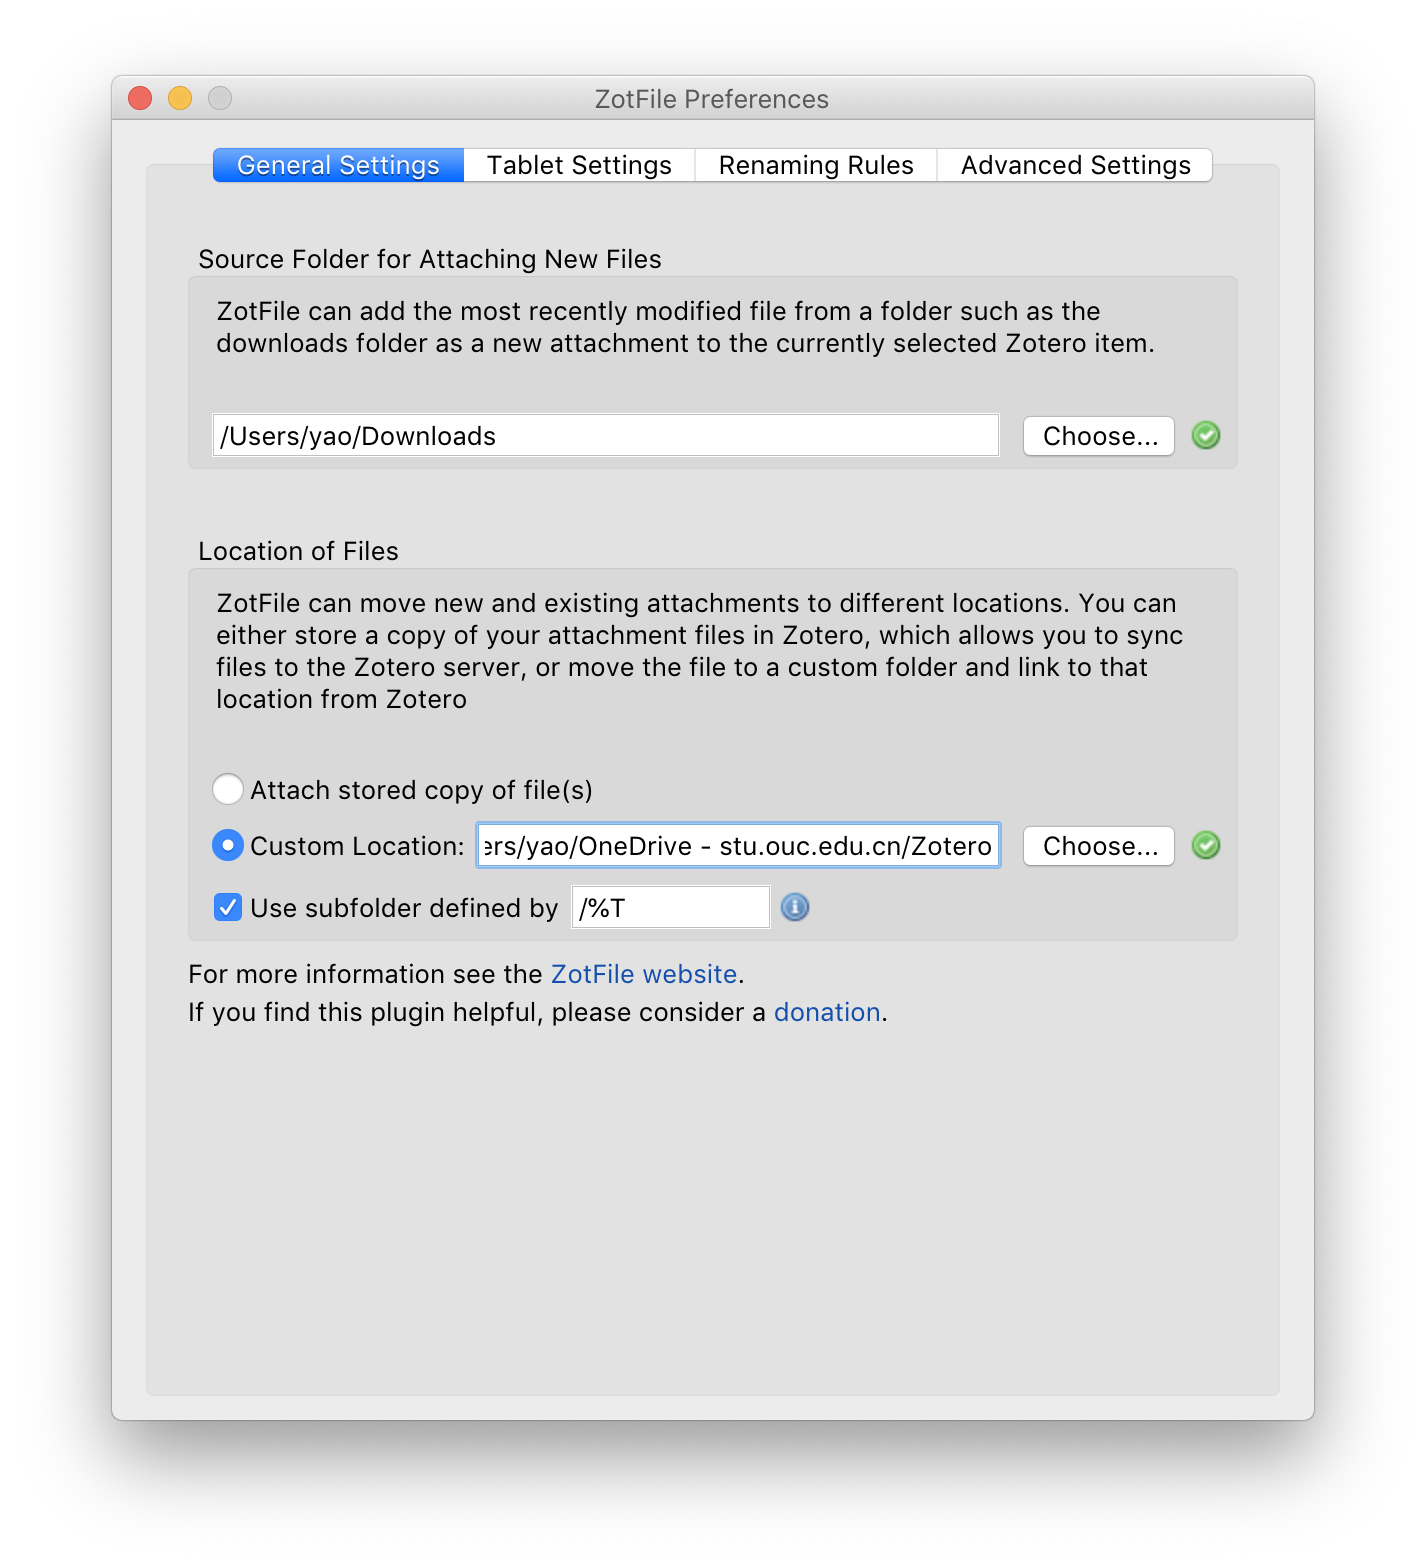 ZotFile Preferences
General Settings Tablet Settings Renaming Rules Advanced Settings
Source Folder for Attaching New Files
ZotFile can add the most recently modified file from a folder such as the
downloads folder as a new attachment to the currently selected Zotero item.
/Users/yao/Downloads Choose...
Location of Files
ZotFile can move new and existing attachments to different locations. You can
either store a copy of your attachment files in Zotero, which allows you to sync
files to the Zotero server, or move the file to a custom folder and link to that
location from Zotero
Attach stored copy of file(s)
Custom Location: ers/yao/OneDrive - stu.ouc.edu.cn/Zotero Choose...
Use subfolder defined by /%T
For more information see the ZotFile website.
If you find this plugin helpful, please consider a donation.